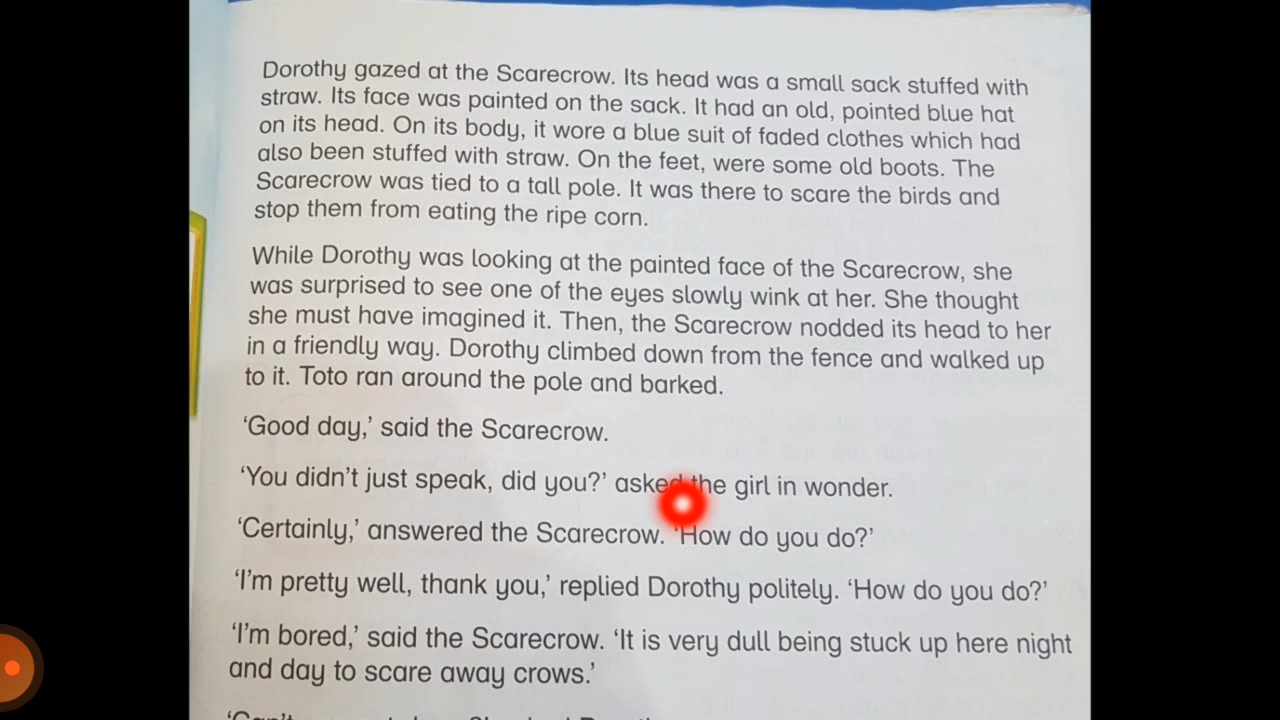 Dorothy gazed at the Scarecrow. Its head was a small sack stuffed with
straw. Its face was painted on the sack. It had an old, pointed blue hat
on its head. On its body, it wore a blue suit of faded clothes which had
also been stuffed with straw. On the feet, were some old boots. The
Scarecrow was tied to a tall pole. It was there to scare the birds and
stop them from eating the ripe corn.
While Dorothy was looking at the painted face of the Scarecrow, she
was surprised to see one of the eyes slowly wink at her. She thought
she must have imagined it. Then, the Scarecrow nodded its head to her
in a friendly way. Dorothy climbed down from the fence and walked up
to it. Toto ran around the pole and barked.
‘Good day,’ said the Scarecrow.
‘You didn’t just speak, did you?’ asked the girl in wonder.
‘Certainly,’ answered the Scarecrow. ‘How do you do?’
‘I’m pretty well, thank you,’ replied Dorothy politely. ‘How do you do?’
‘I’m bored,’ said the Scarecrow. ‘It is very dull being stuck up here night
and day to scare away crows.’
‘Can’t